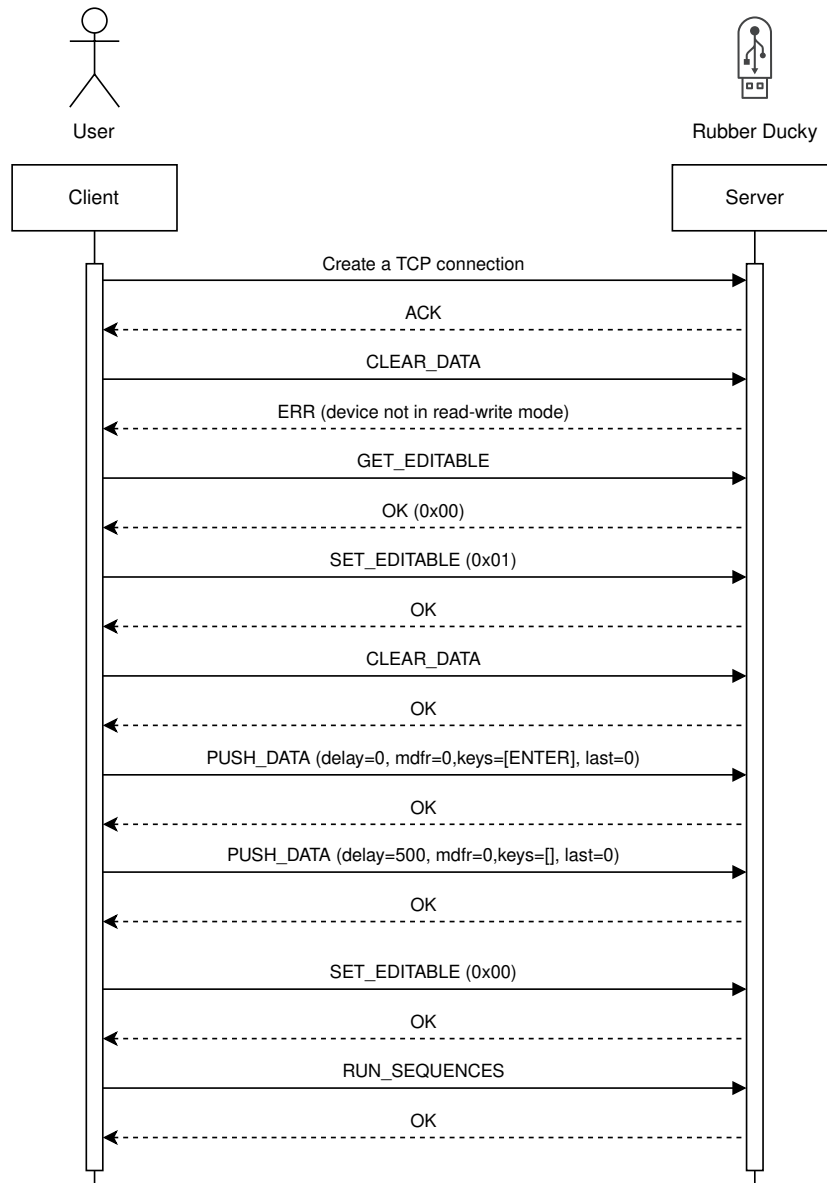 User
Rubber Ducky
Client
Server
Create a TCP connection
ACK
CLEAR_DATA
ERR (device not in read-write mode)
GET_EDITABLE
OK (0x00)
SET_EDITABLE (0x01)
OK
CLEAR_DATA
OK
PUSH_DATA (delay=0, mdfr=0,keys=[ENTER], last=0)
OK
PUSH_DATA (delay=500, mdfr=0,keys=[], last=0)
OK
SET_EDITABLE (0x00)
OK
RUN_SEQUENCES
OK